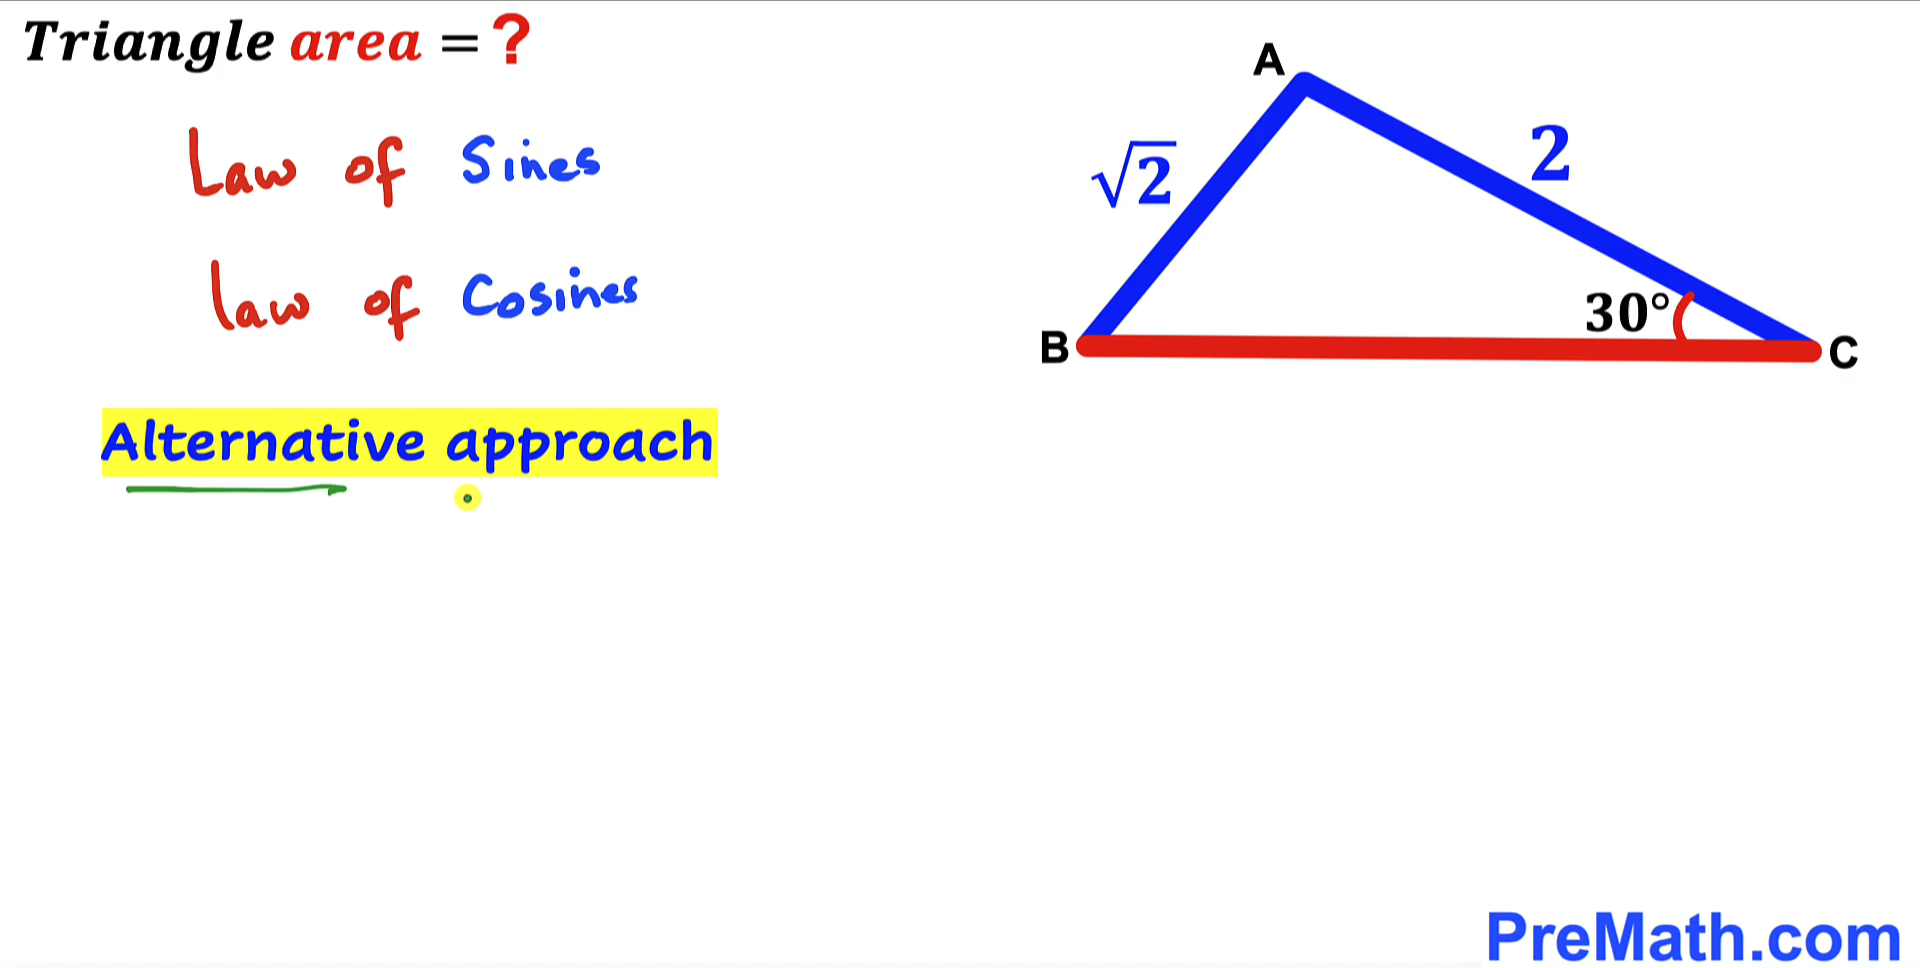 Triangle area = ?
A
2
√2
Law of Sines
law of Cosines
30°
B
C
Alternative approach
PreMath.com